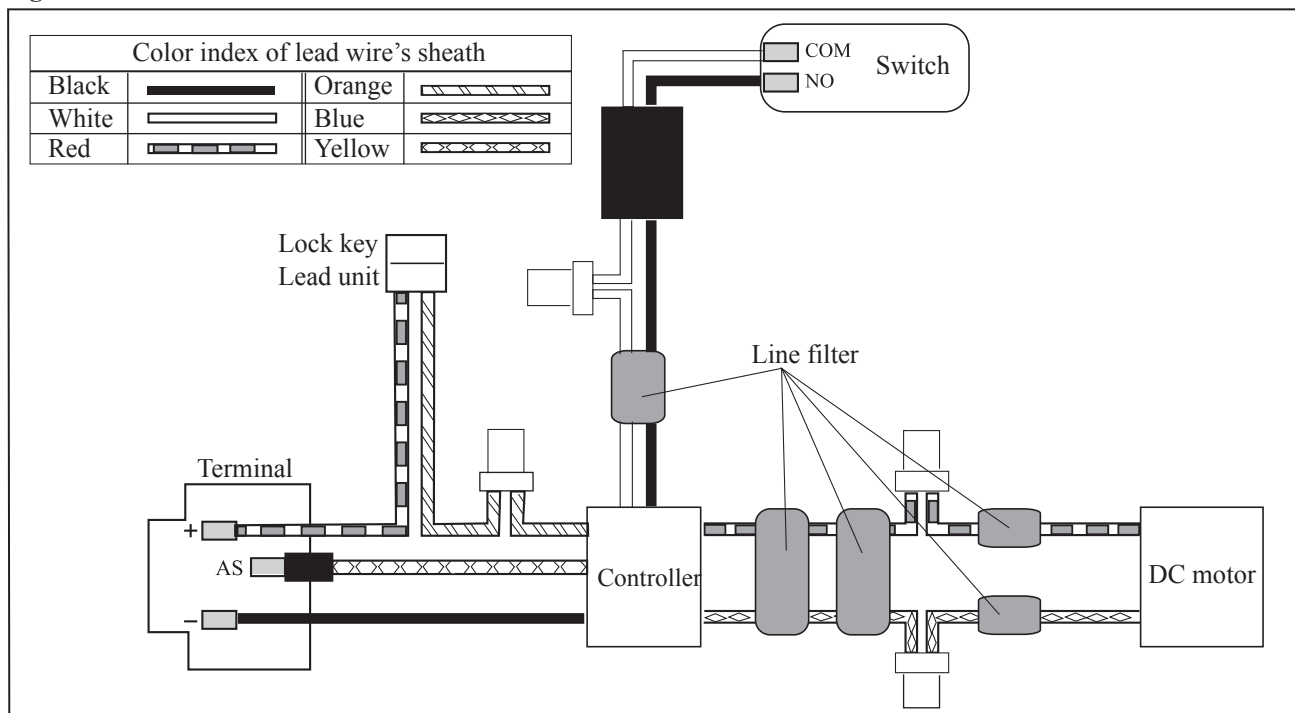 Color index of lead wire's sheath
Black
Orange
White
Blue
Red
Yellow
COM
NO
Switch
Lock key
Lead unit
Line filter
Terminal
+
AS
–
Controller
DC motor